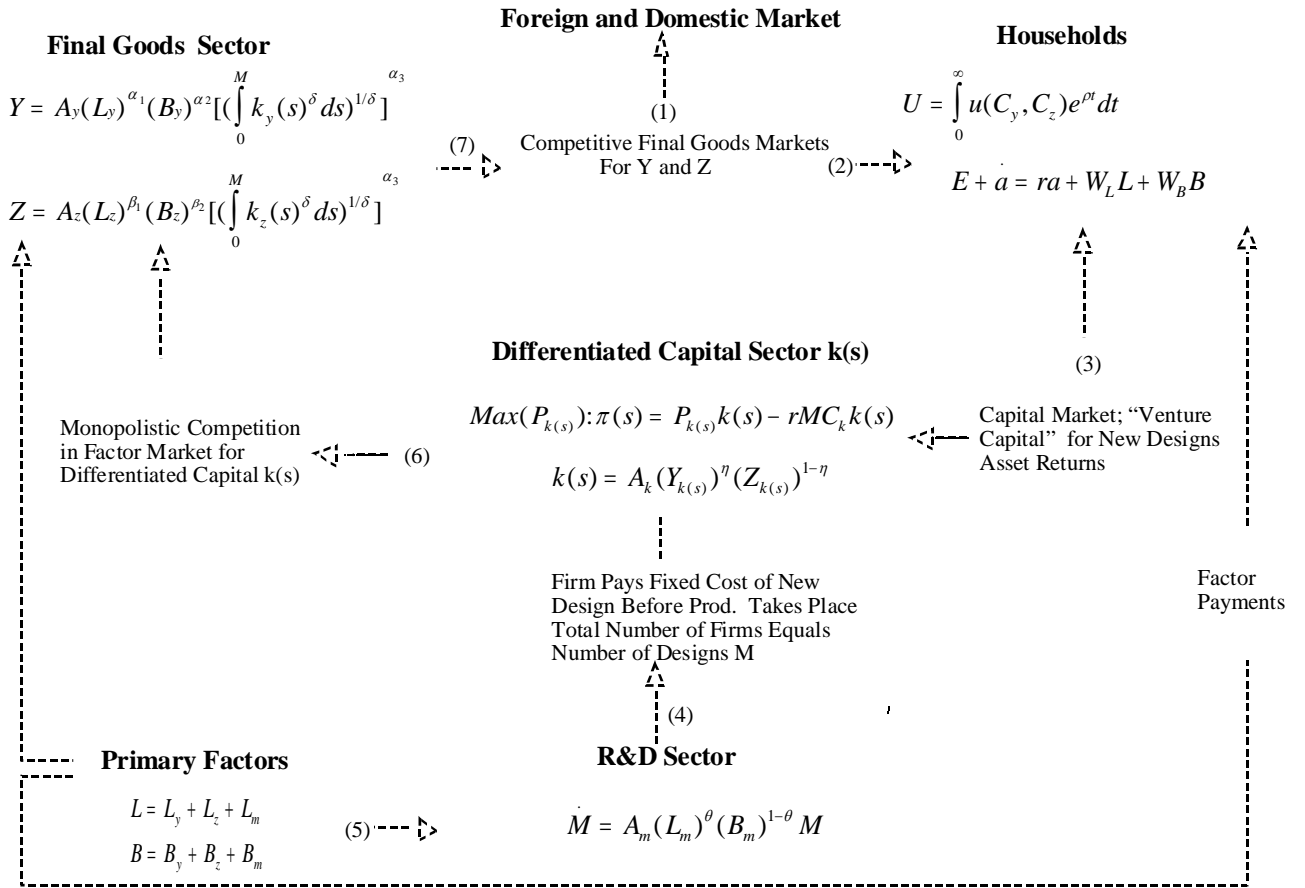 Foreign and Domestic Market
Final Goods Sector
Households
Y = A_y(L_y)^{α_1}(B_y)^{α2}[(∫_0^M k_y(s)^δ ds)^{1/δ}]^{α_3}
Z = A_z(L_z)^{β_1}(B_z)^{β_2}[(∫_0^M k_z(s)^δ ds)^{1/δ}]^{α_3}
(7)
(1)
Competitive Final Goods Markets
For Y and Z
(2)
U = ∫_0^∞ u(C_y, C_z)e^{ρt}dt
E + ȧ = ra + W_L L + W_B B
Differentiated Capital Sector k(s)
Max(P_{k(s)}): π(s) = P_{k(s)}k(s) − rMC_k k(s)
k(s) = A_k(Y_{k(s)})^η(Z_{k(s)})^{1−η}
(3)
Capital Market; “Venture
Capital” for New Designs
Asset Returns
Monopolistic Competition
in Factor Market for
Differentiated Capital k(s)
(6)
Firm Pays Fixed Cost of New
Design Before Prod. Takes Place
Total Number of Firms Equals
Number of Designs M
Factor
Payments
(4)
Primary Factors
L = L_y + L_z + L_m
B = B_y + B_z + B_m
(5)
R&D Sector
Ṁ = A_m(L_m)^θ(B_m)^{1−θ} M